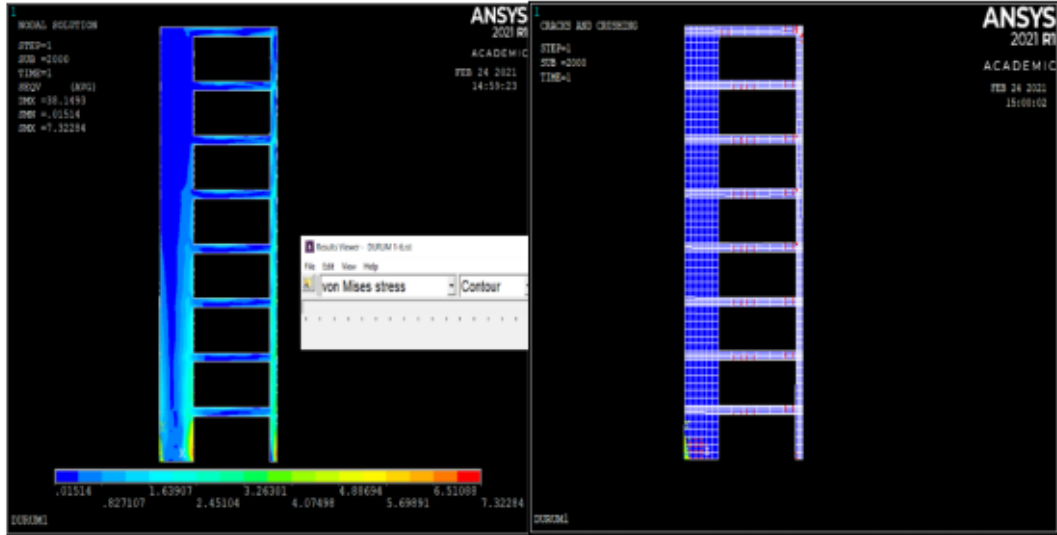 1
NODAL SOLUTION
STEP=1
SUB =2000
TIME=1
SEQV (AVG)
DMX =38.1493
SMN =.01514
SMX =7.32284
ANSYS
2021 R1
ACADEMIC
FEB 24 2021
14:59:23
Results Viewer - DURUM 1-6.rst
File Edit View Help
von Mises stress
Contour
.01514 1.63907 3.26301 4.88694 6.51088
.827107 2.45104 4.07498 5.69891 7.32284
DURUM1
1
CRACKS AND CRUSHING
STEP=1
SUB =2000
TIME=1
ANSYS
2021 R1
ACADEMIC
FEB 24 2021
15:00:02
DURUM1